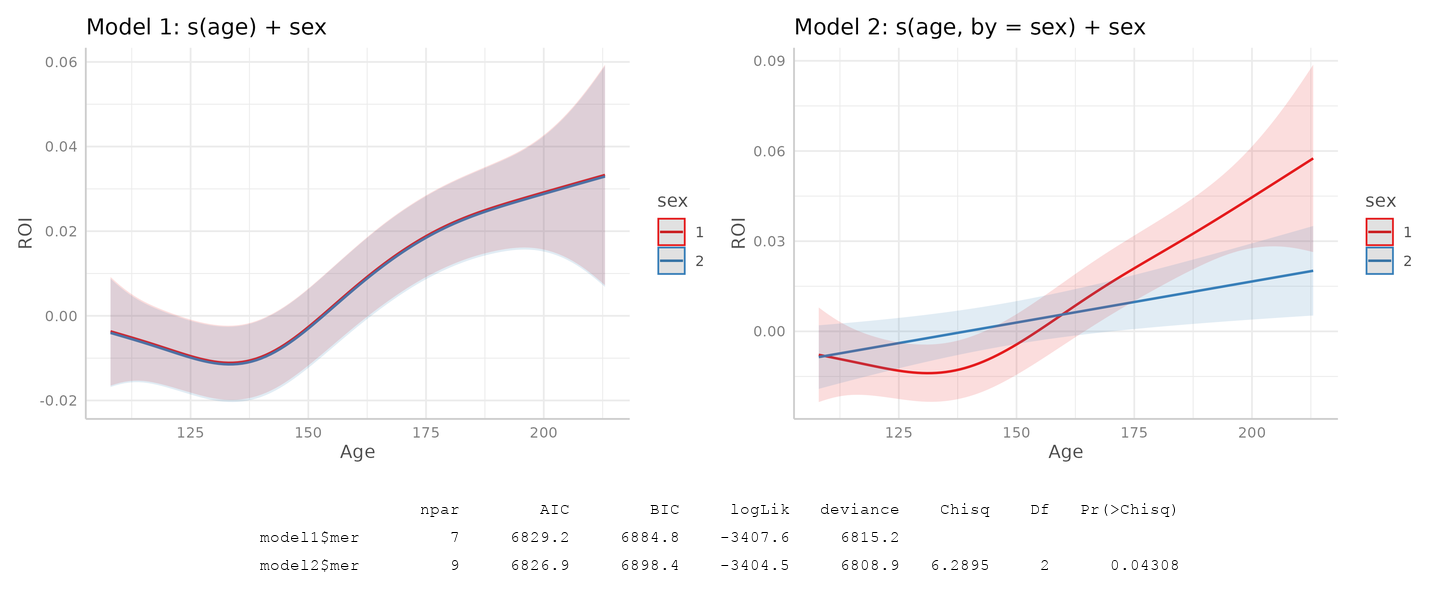 Model 1: s(age) + sex
0.06
0.04
0.02
0.00
-0.02
ROI
125 150 175 200
Age
sex
1
2
Model 2: s(age, by = sex) + sex
0.09
0.06
0.03
0.00
ROI
125 150 175 200
Age
sex
1
2
npar AIC BIC logLik deviance Chisq Df Pr(>Chisq)
model1$mer 7 6829.2 6884.8 -3407.6 6815.2
model2$mer 9 6826.9 6898.4 -3404.5 6808.9 6.2895 2 0.04308